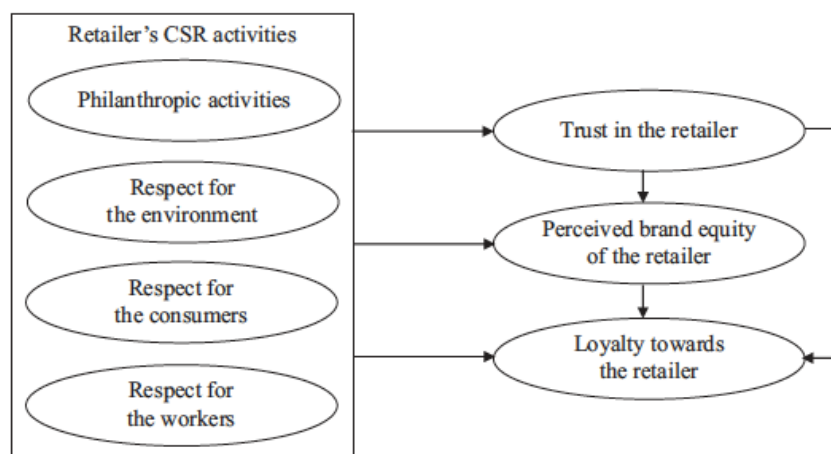 Retailer's CSR activities
Philanthropic activities
Respect for
the environment
Respect for
the consumers
Respect for
the workers
Trust in the retailer
Perceived brand equity
of the retailer
Loyalty towards
the retailer